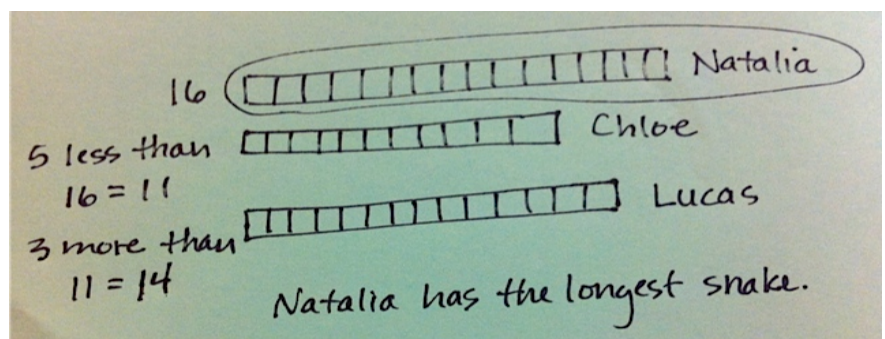 16 Natalia
5 less than Chloe
16 = 11
3 more than Lucas
11 = 14
Natalia has the longest snake.